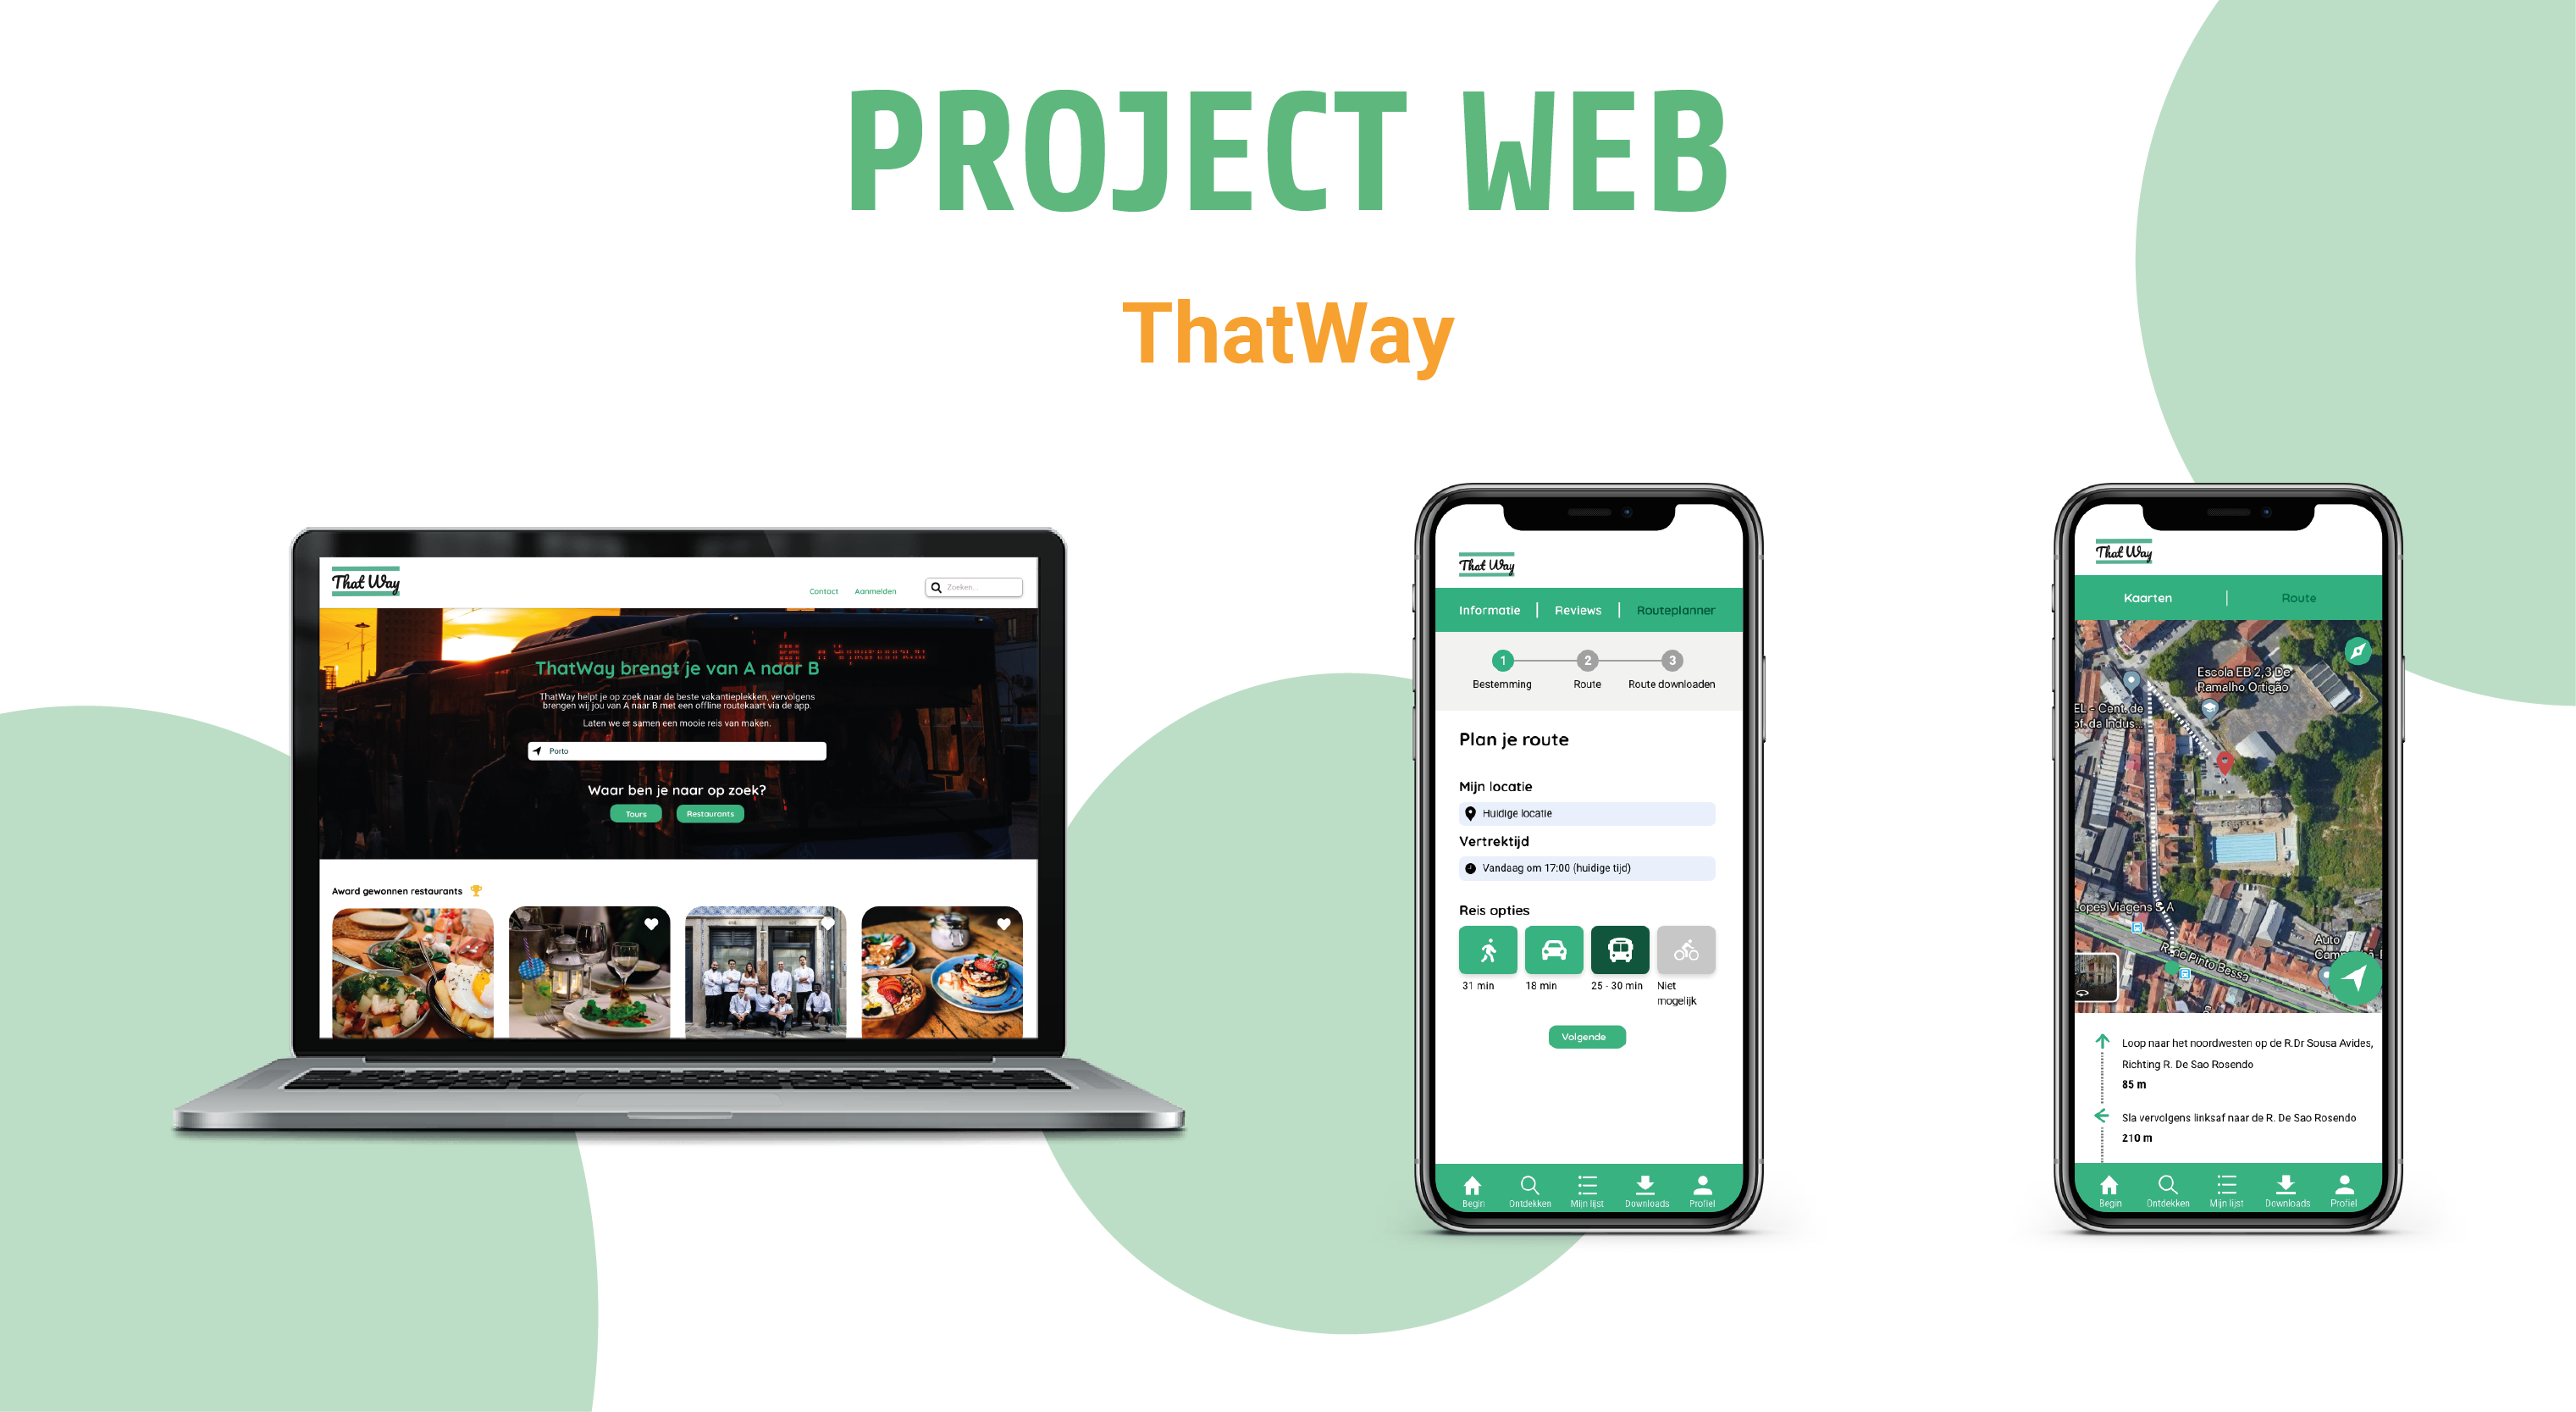 PROJECT WEB
ThatWay
That Way
Contact
Aanmelden
Zoeken...
ThatWay brengt je van A naar B
ThatWay helpt je op zoek naar de beste vakantieplekken, vervolgens
brengen wij jou van A naar B met een offline routekaart via de app.
Laten we er samen een mooie reis van maken.
Porto
Waar ben je naar op zoek?
Tours
Restaurants
Award gewonnen restaurants
That Way
Informatie
Reviews
Routeplanner
1
2
3
Bestemming
Route
Route downloaden
Plan je route
Mijn locatie
Huidige locatie
Vertrektijd
Vandaag om 17:00 (huidige tijd)
Reis opties
31 min
18 min
25 - 30 min
Niet
mogelijk
Volgende
Begin
Ontdekken
Mijn lijst
Downloads
Profiel
That Way
Kaarten
Route
Escola EB 2,3 De
Ramalho Ortigão
EL - Cent. de
of. da Indus...
Lopes Viagens S.A
Auto
R. de Pinto Bessa
Loop naar het noordwesten op de R.Dr Sousa Avides,
Richting R. De Sao Rosendo
85 m
Sla vervolgens linksaf naar de R. De Sao Rosendo
210 m
Begin
Ontdekken
Mijn lijst
Downloads
Profiel